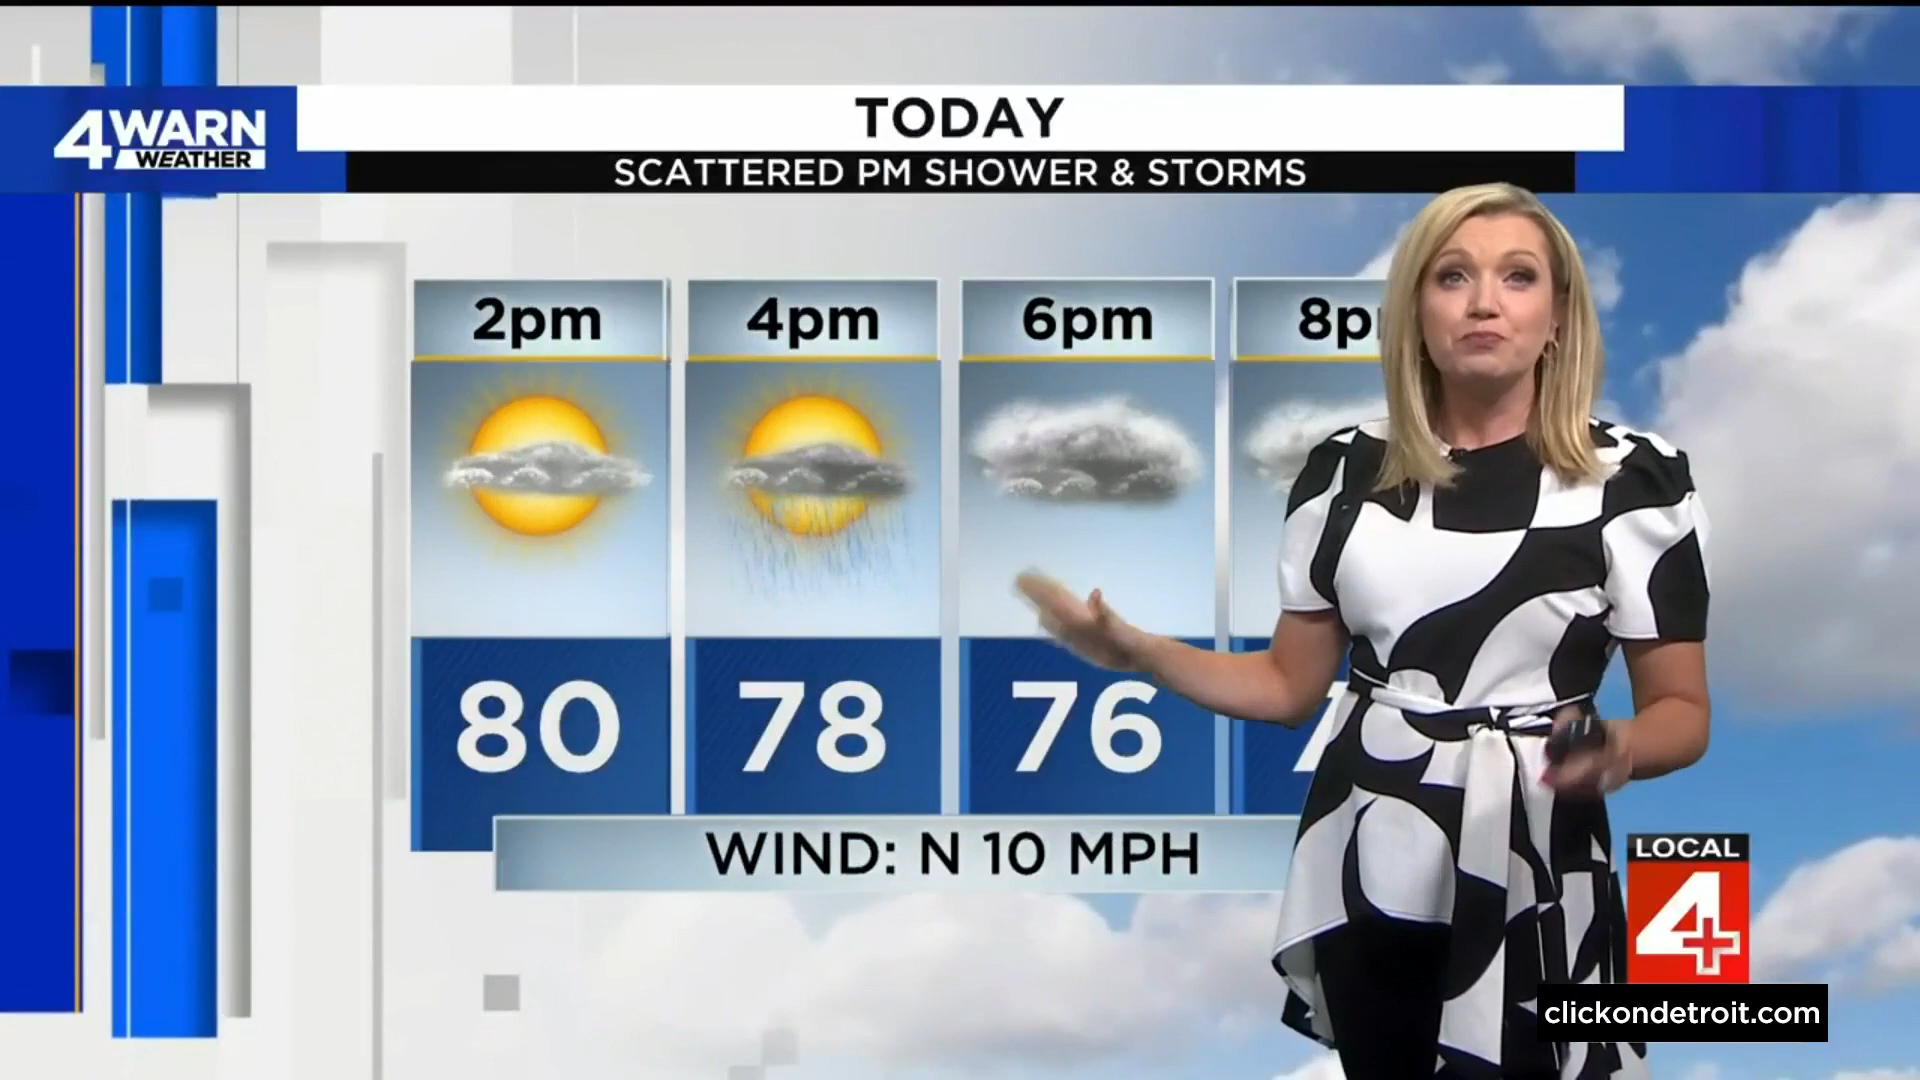 4WARN
WEATHER
TODAY
SCATTERED PM SHOWER & STORMS
2pm
4pm
6pm
80
78
76
WIND: N 10 MPH
LOCAL
4+
clickondetroit.com